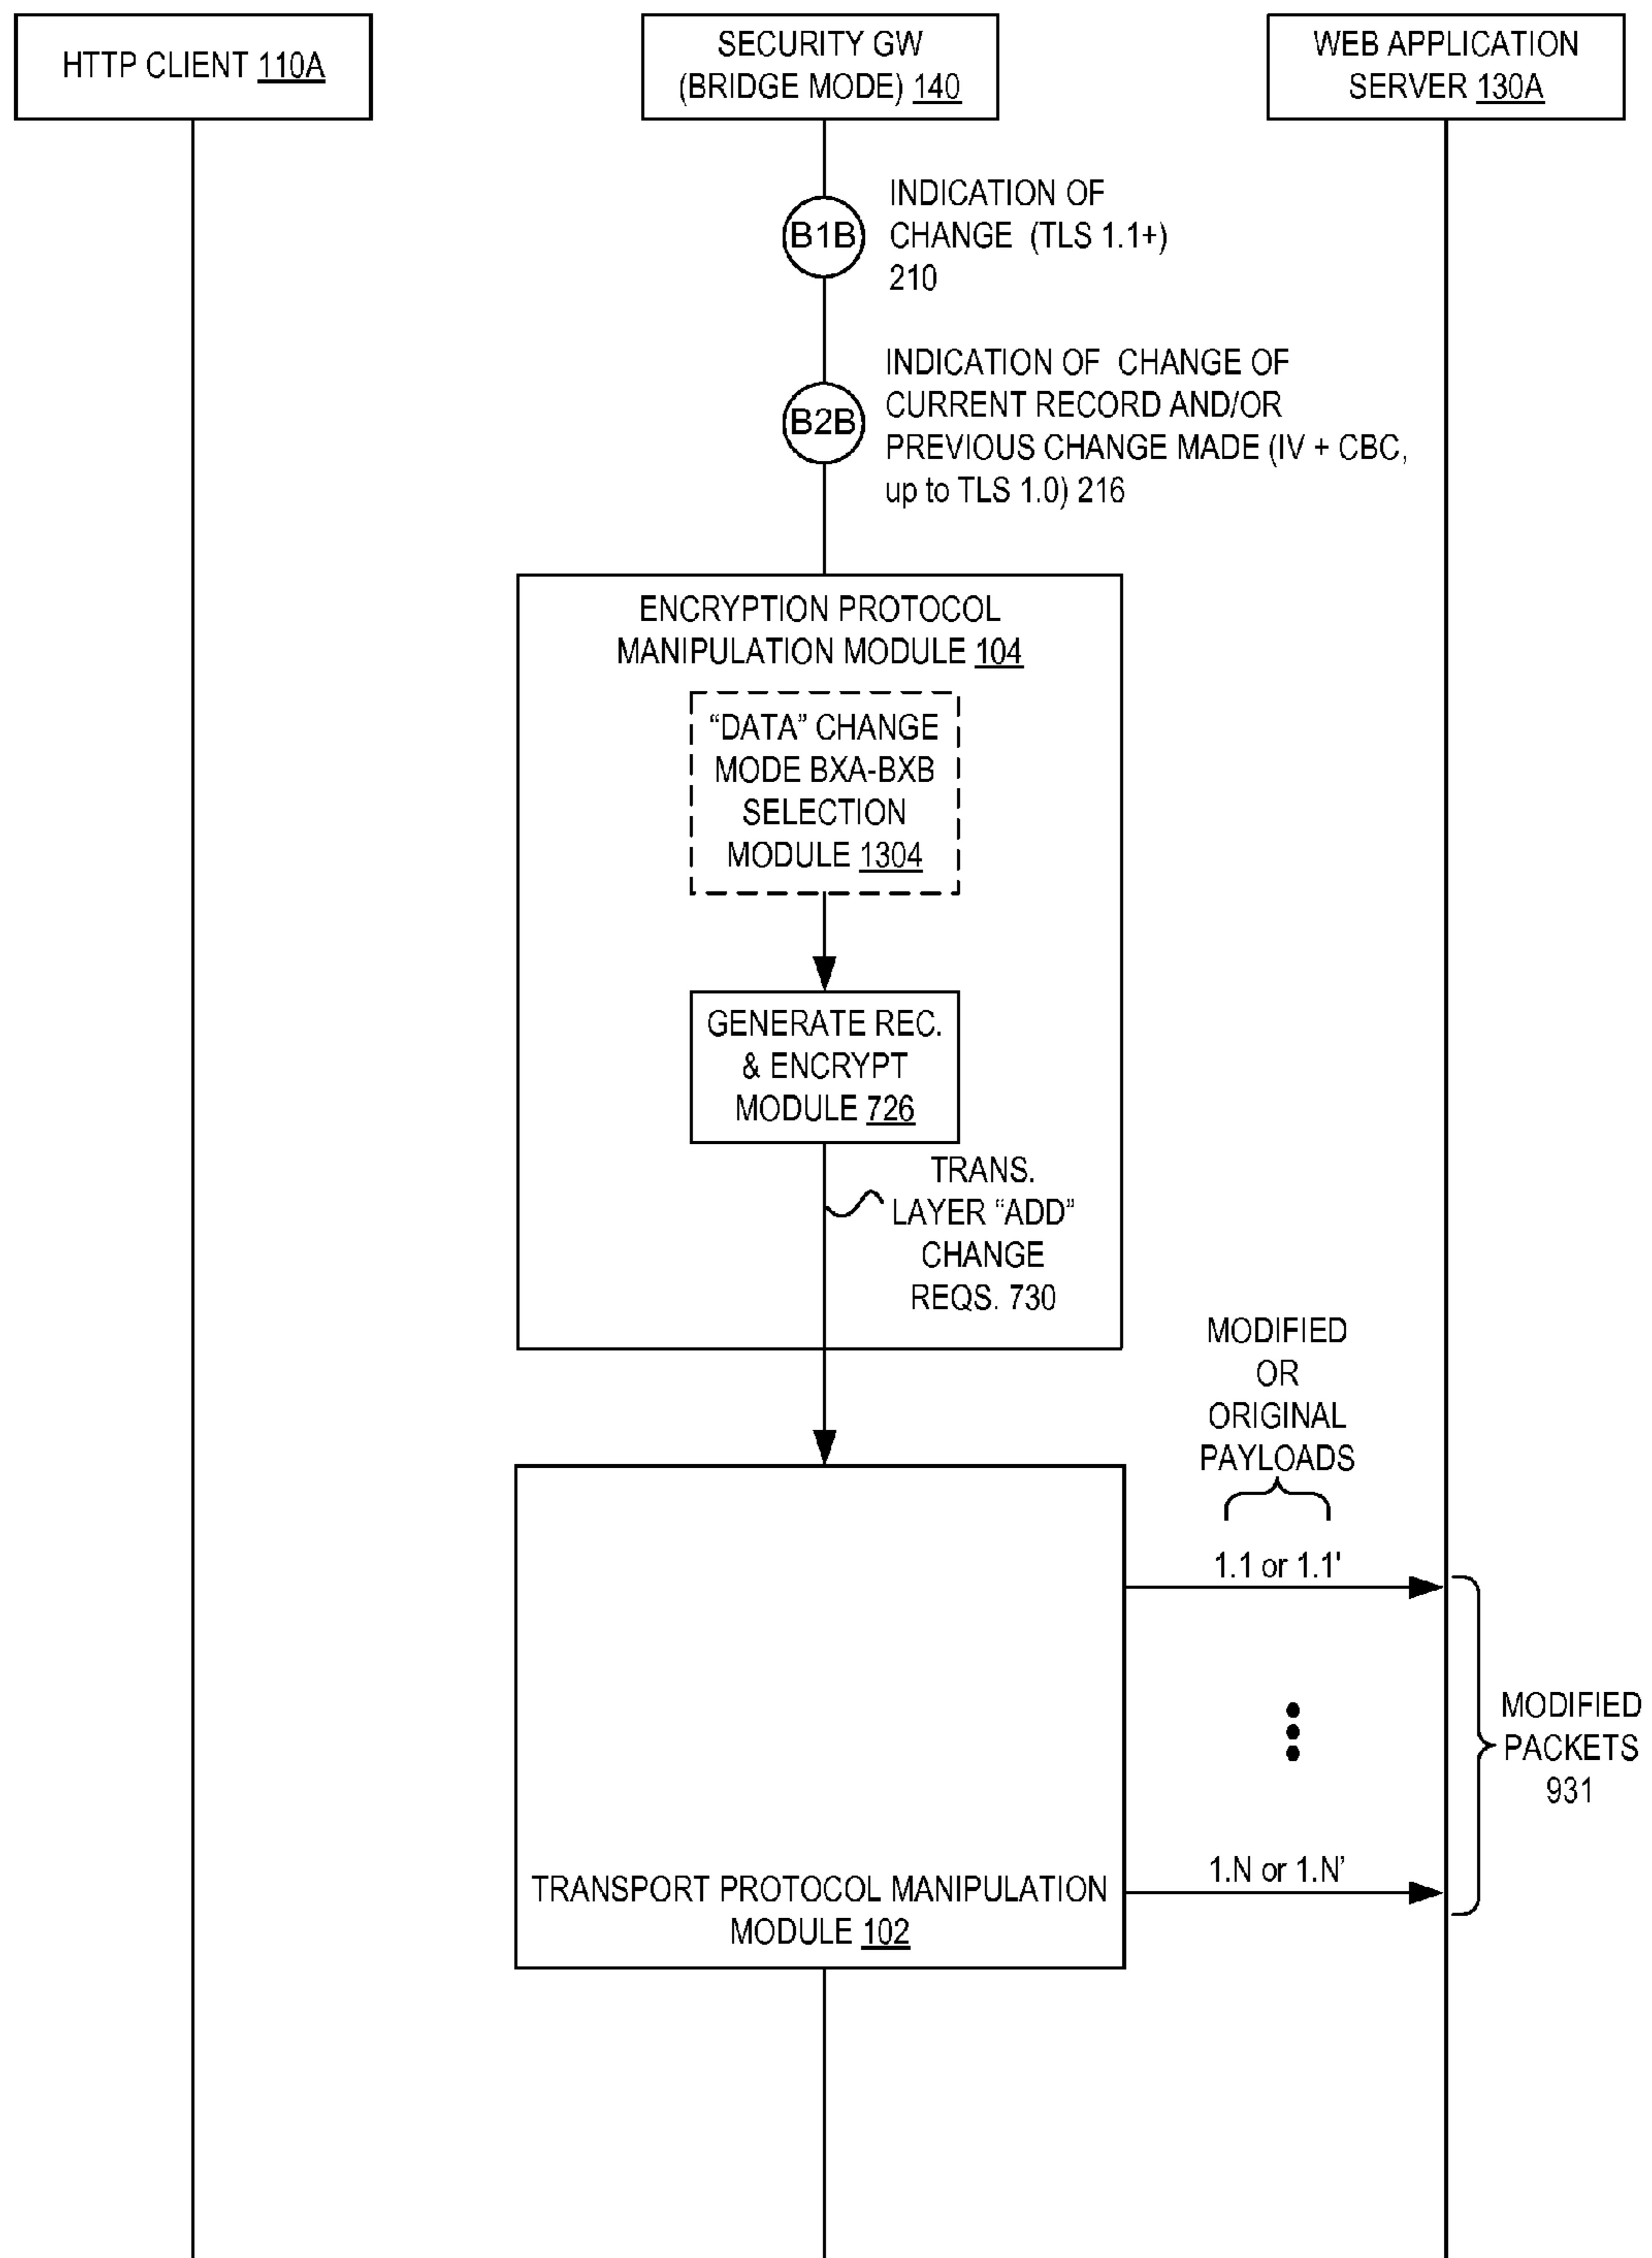 HTTP CLIENT 110A
SECURITY GW
(BRIDGE MODE) 140
WEB APPLICATION
SERVER 130A
B1B
INDICATION OF
CHANGE (TLS 1.1+)
210
B2B
INDICATION OF CHANGE OF
CURRENT RECORD AND/OR
PREVIOUS CHANGE MADE (IV + CBC,
up to TLS 1.0) 216
ENCRYPTION PROTOCOL
MANIPULATION MODULE 104
“DATA” CHANGE
MODE BXA-BXB
SELECTION
MODULE 1304
GENERATE REC.
& ENCRYPT
MODULE 726
TRANS.
LAYER “ADD”
CHANGE
REQS. 730
MODIFIED
OR
ORIGINAL
PAYLOADS
1.1 or 1.1'
MODIFIED
PACKETS
931
1.N or 1.N’
TRANSPORT PROTOCOL MANIPULATION
MODULE 102